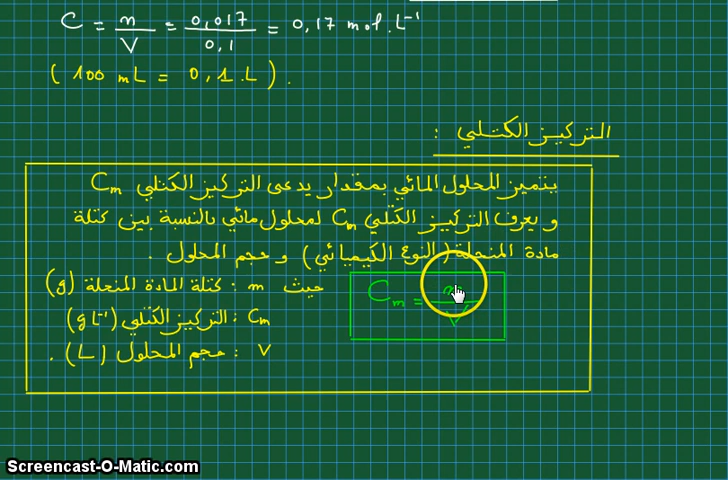 C = n/V = 0,017/0,1 = 0,17 mol.L⁻¹
( 100 mL = 0,1.L ) .
التركيز الكتلي :
يتميز المحلول المائي بمقدار يدعى التركيز الكتلي Cm
و يعرف التركيز الكتلي Cm لمحلول مائي بالنسبة بين كتلة
مادة المنحلة (النوع الكيميائي) و حجم المحلول .
Cm = /V
حيث m : كتلة المادة المنحلة (g)
Cm : التركيز الكتلي (g L⁻¹)
V : حجم المحلول (L) .
Screencast-O-Matic.com